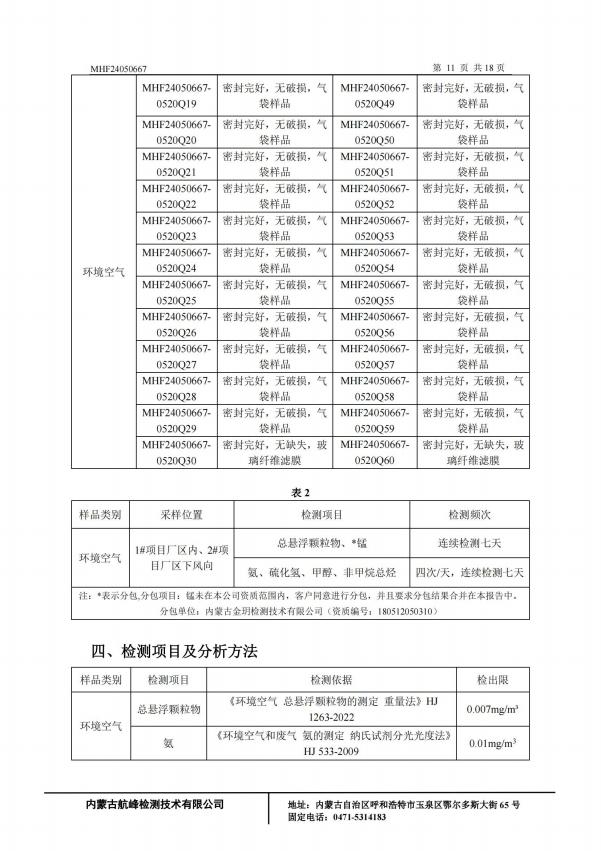 MHF24050667 第 11 页 共 18 页
MHF24050667- 密封完好，无破损，气 MHF24050667- 密封完好，无破损，气
0520Q19 袋样品 0520Q49 袋样品
MHF24050667- 密封完好，无破损，气 MHF24050667- 密封完好，无破损，气
0520Q20 袋样品 0520Q50 袋样品
MHF24050667- 密封完好，无破损，气 MHF24050667- 密封完好，无破损，气
0520Q21 袋样品 0520Q51 袋样品
MHF24050667- 密封完好，无破损，气 MHF24050667- 密封完好，无破损，气
0520Q22 袋样品 0520Q52 袋样品
MHF24050667- 密封完好，无破损，气 MHF24050667- 密封完好，无破损，气
0520Q23 袋样品 0520Q53 袋样品
MHF24050667- 密封完好，无破损，气 MHF24050667- 密封完好，无破损，气
0520Q24 袋样品 0520Q54 袋样品
环境空气
MHF24050667- 密封完好，无破损，气 MHF24050667- 密封完好，无破损，气
0520Q25 袋样品 0520Q55 袋样品
MHF24050667- 密封完好，无破损，气 MHF24050667- 密封完好，无破损，气
0520Q26 袋样品 0520Q56 袋样品
MHF24050667- 密封完好，无破损，气 MHF24050667- 密封完好，无破损，气
0520Q27 袋样品 0520Q57 袋样品
MHF24050667- 密封完好，无破损，气 MHF24050667- 密封完好，无破损，气
0520Q28 袋样品 0520Q58 袋样品
MHF24050667- 密封完好，无破损，气 MHF24050667- 密封完好，无破损，气
0520Q29 袋样品 0520Q59 袋样品
MHF24050667- 密封完好，无缺失，玻 MHF24050667- 密封完好，无缺失，玻
0520Q30 璃纤维滤膜 0520Q60 璃纤维滤膜
表 2
样品类别 采样位置 检测项目 检测频次
环境空气 1#项目厂区内、2#项 总悬浮颗粒物、*锰 连续检测七天
目厂区下风向 氨、硫化氢、甲醇、非甲烷总烃 四次/天，连续检测七天
注：*表示分包,分包项目：锰未在本公司资质范围内，客户同意进行分包，并且要求分包结果合并在本报告中。
分包单位：内蒙古金玥检测技术有限公司（资质编号：180512050310）
四、检测项目及分析方法
样品类别 检测项目 检测依据 检出限
环境空气 总悬浮颗粒物 《环境空气 总悬浮颗粒物的测定 重量法》HJ 0.007mg/m³
1263-2022
氨 《环境空气和废气 氨的测定 纳氏试剂分光光度法》 0.01mg/m³
HJ 533-2009
内蒙古航峰检测技术有限公司 地址：内蒙古自治区呼和浩特市玉泉区鄂尔多斯大街 65 号
固定电话：0471-5314183